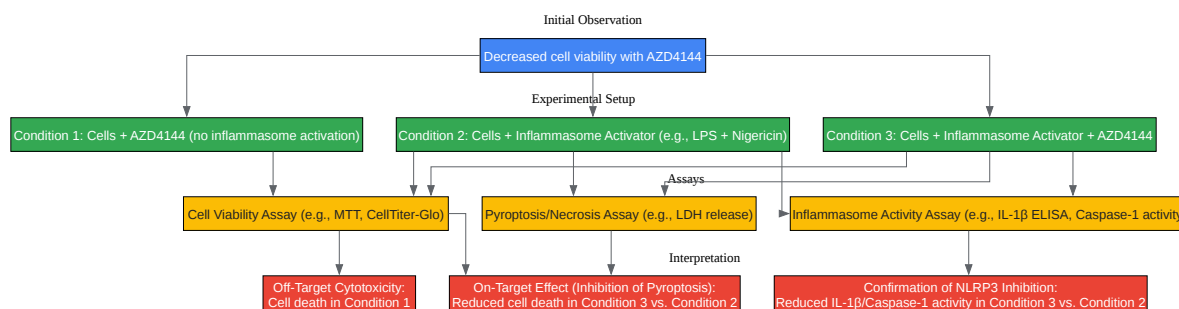 Initial Observation
Decreased cell viability with AZD4144
Experimental Setup
Condition 1: Cells + AZD4144 (no inflammasome activation)
Condition 2: Cells + Inflammasome Activator (e.g., LPS + Nigericin)
Condition 3: Cells + Inflammasome Activator + AZD4144
Assays
Cell Viability Assay (e.g., MTT, CellTiter-Glo)
Pyroptosis/Necrosis Assay (e.g., LDH release)
Inflammasome Activity Assay (e.g., IL-1β ELISA, Caspase-1 activity
Interpretation
Off-Target Cytotoxicity:
Cell death in Condition 1
On-Target Effect (Inhibition of Pyroptosis):
Reduced cell death in Condition 3 vs. Condition 2
Confirmation of NLRP3 Inhibition:
Reduced IL-1β/Caspase-1 activity in Condition 3 vs. Condition 2